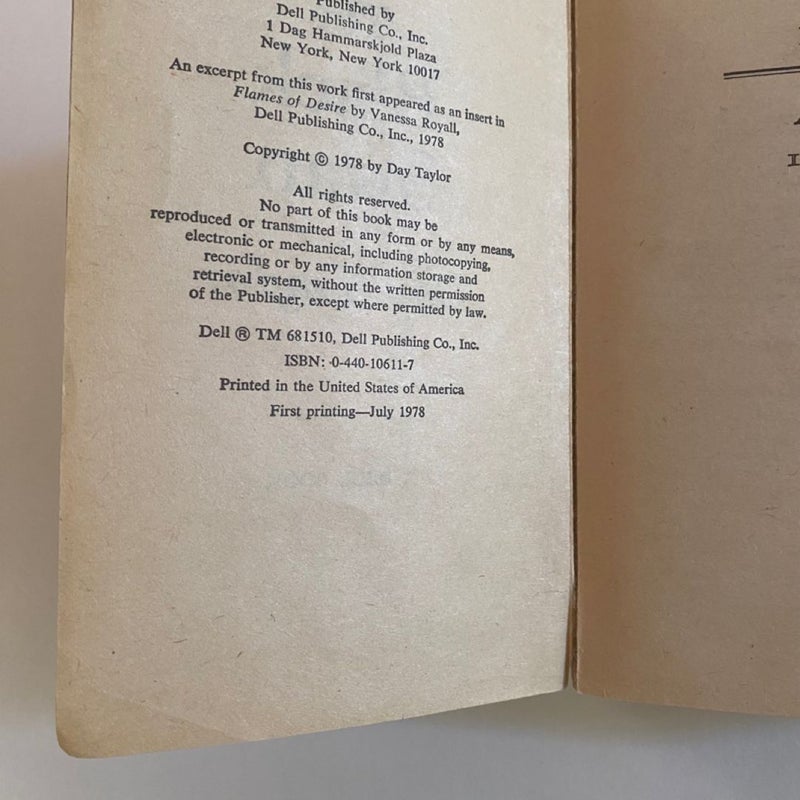 Published by
Dell Publishing Co., Inc.
1 Dag Hammarskjold Plaza
New York, New York 10017
An excerpt from this work first appeared as an insert in
Flames of Desire by Vanessa Royall,
Dell Publishing Co., Inc., 1978
Copyright © 1978 by Day Taylor
All rights reserved.
No part of this book may be
reproduced or transmitted in any form or by any means,
electronic or mechanical, including photocopying,
recording or by any information storage and
retrieval system, without the written permission
of the Publisher, except where permitted by law.
Dell ® TM 681510, Dell Publishing Co., Inc.
ISBN: 0-440-10611-7
Printed in the United States of America
First printing—July 1978